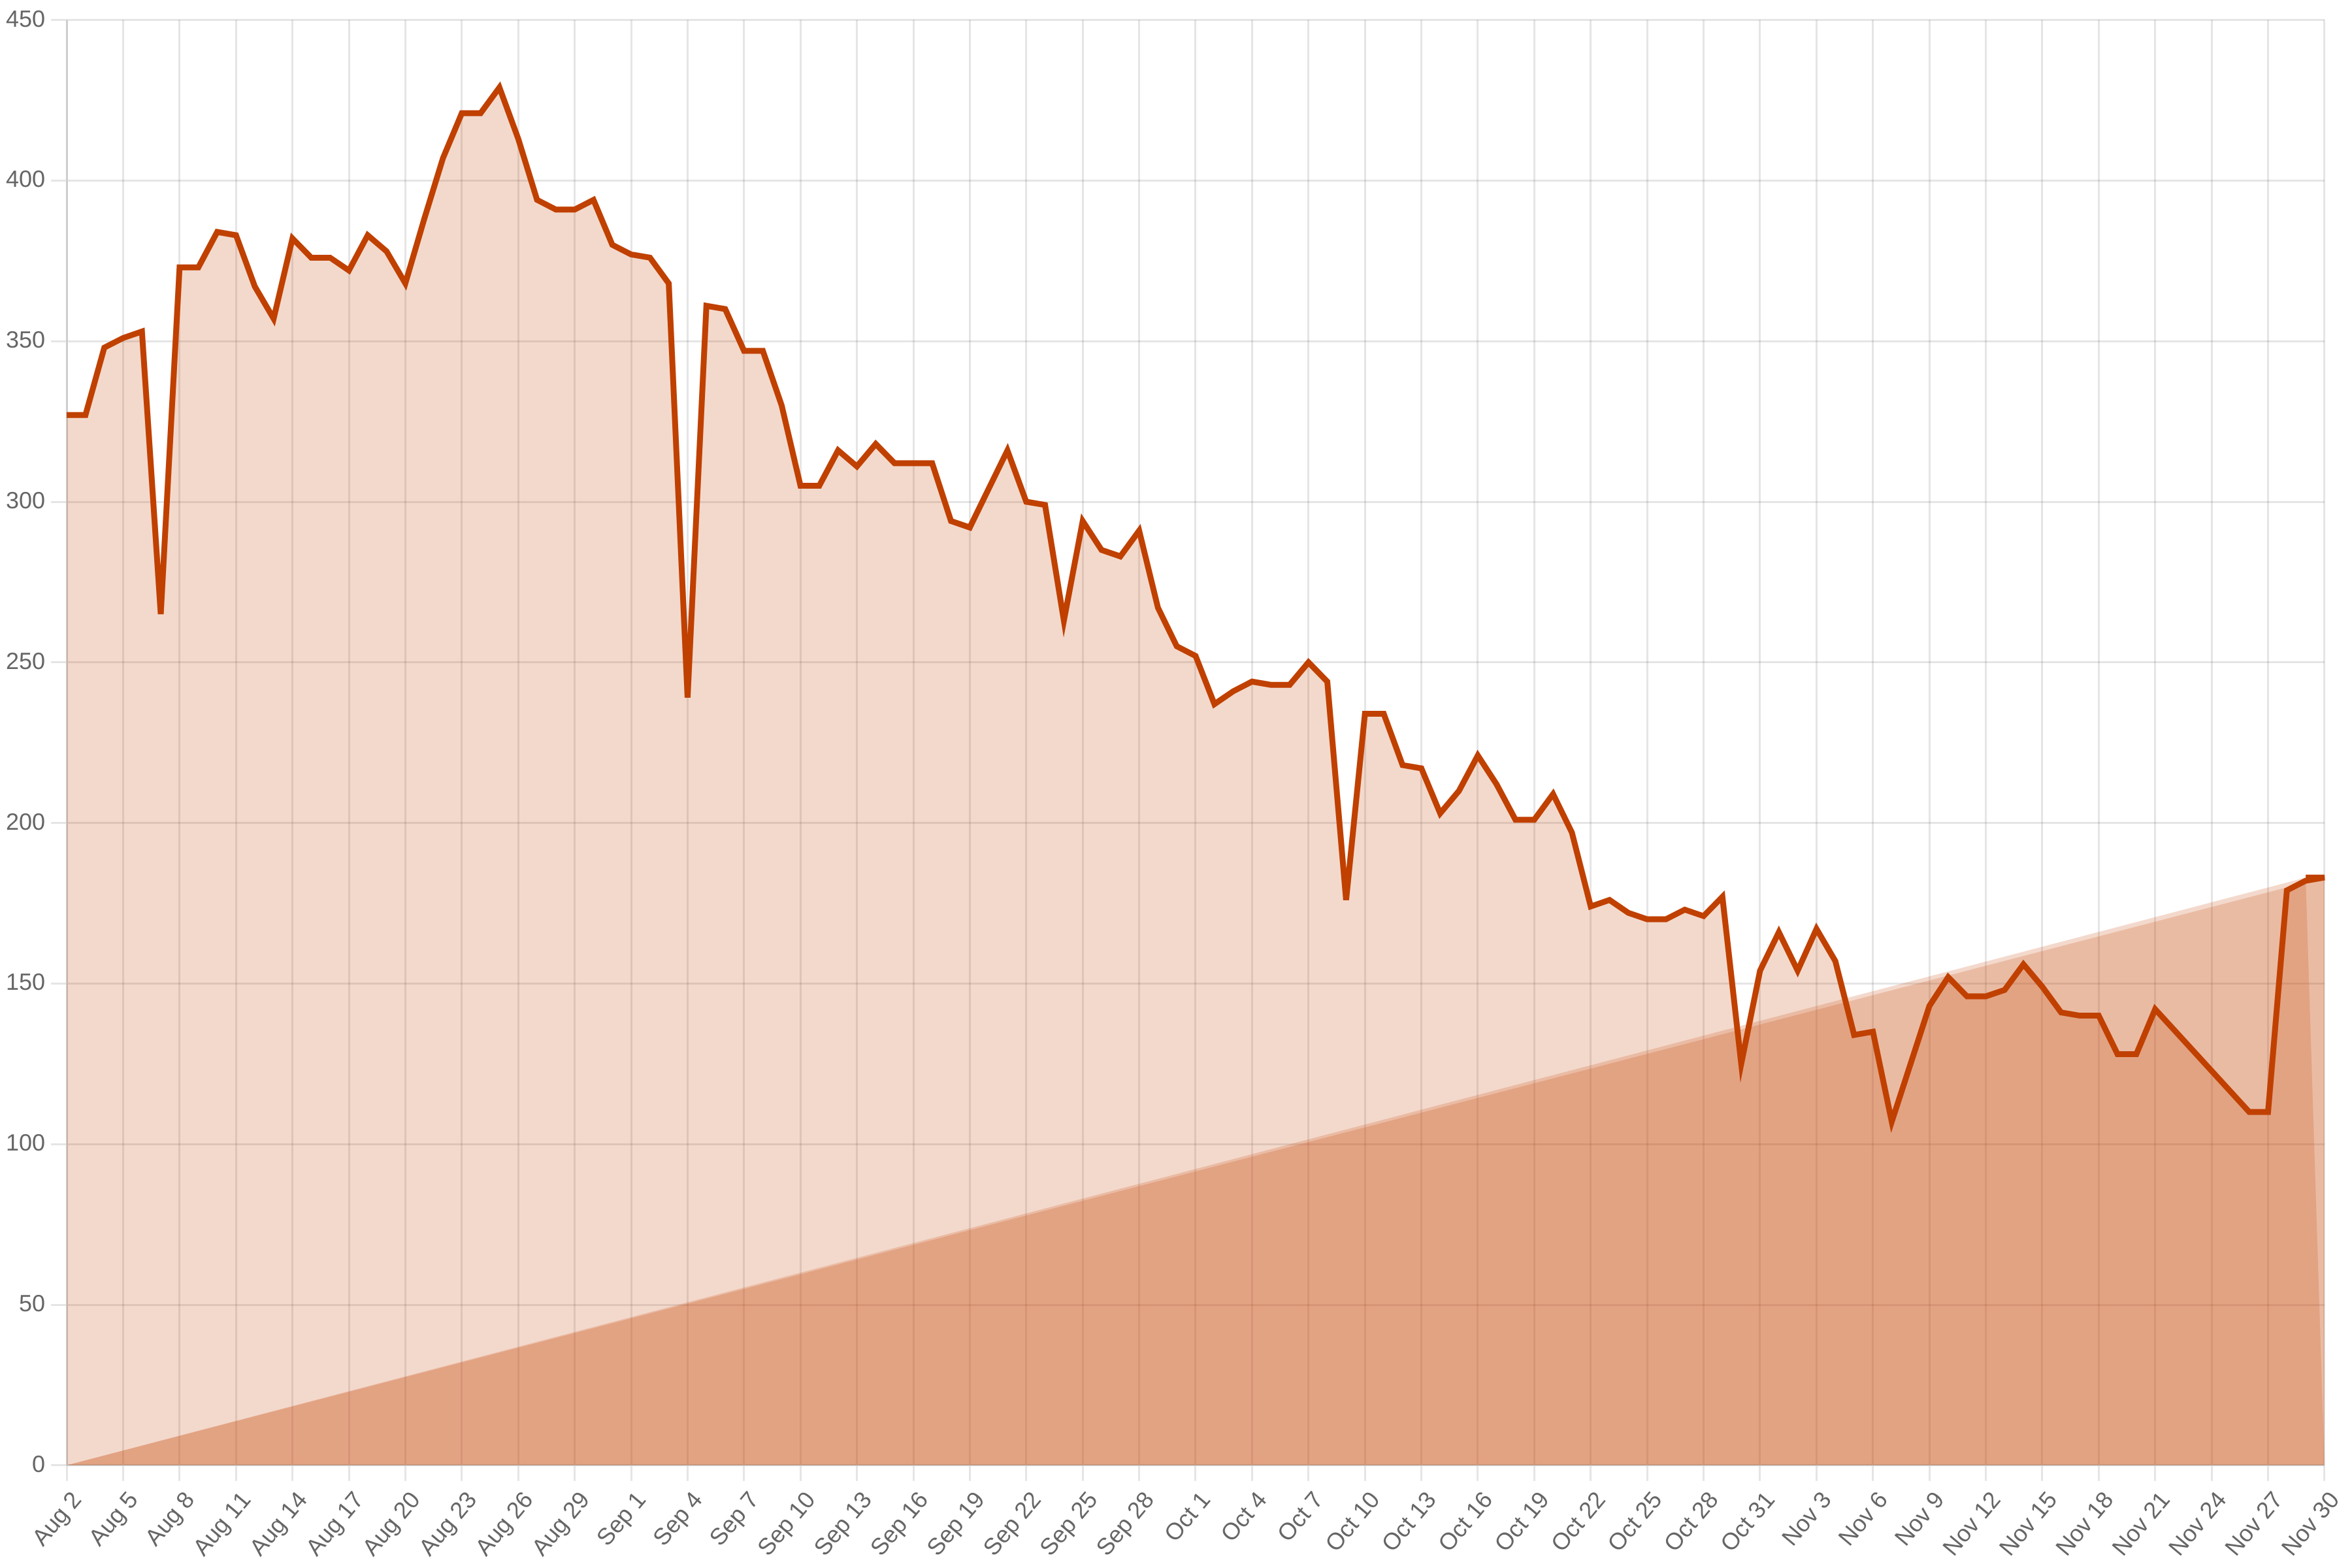 450
400
350
300
250
200
150
100
50
0
Aug 2
Aug 5
Aug 8
Aug 11
Aug 14
Aug 17
Aug 20
Aug 23
Aug 26
Aug 29
Sep 1
Sep 4
Sep 7
Sep 10
Sep 13
Sep 16
Sep 19
Sep 22
Sep 25
Sep 28
Oct 1
Oct 4
Oct 7
Oct 10
Oct 13
Oct 16
Oct 19
Oct 22
Oct 25
Oct 28
Oct 31
Nov 3
Nov 6
Nov 9
Nov 12
Nov 15
Nov 18
Nov 21
Nov 24
Nov 27
Nov 30